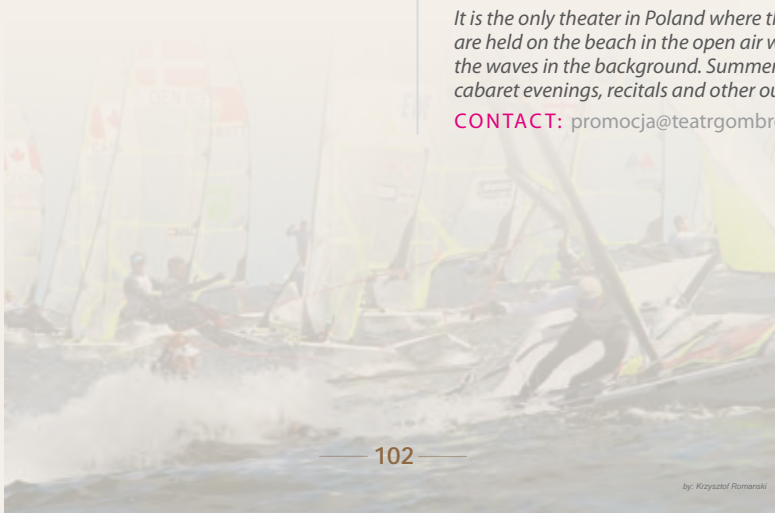 It is the only theater in Poland where th
are held on the beach in the open air w
the waves in the background. Summer
cabaret evenings, recitals and other ou
CONTACT: promocja@teatrgombr
102
by: Krzysztof Romanski